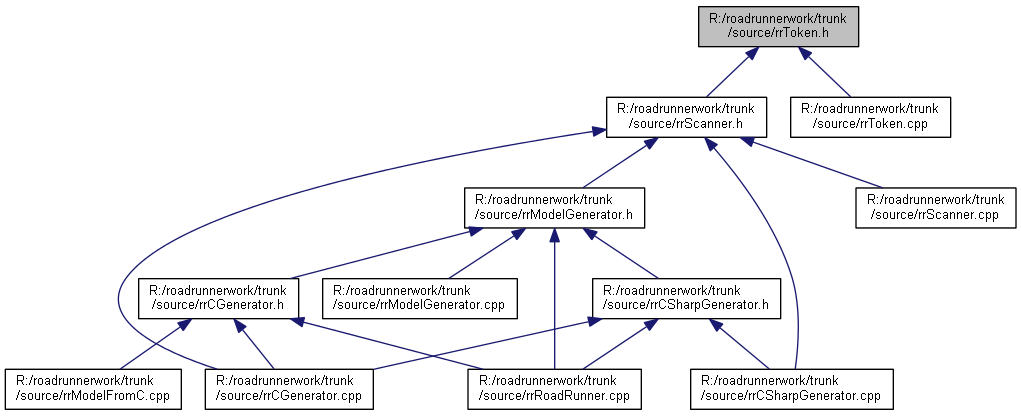 R:/roadrunnerwork/trunk
/source/rrToken.h
R:/roadrunnerwork/trunk
/source/rrScanner.h
R:/roadrunnerwork/trunk
/source/rrToken.cpp
R:/roadrunnerwork/trunk
/source/rrModelGenerator.h
R:/roadrunnerwork/trunk
/source/rrScanner.cpp
R:/roadrunnerwork/trunk
/source/rrCGenerator.h
R:/roadrunnerwork/trunk
/source/rrModelGenerator.cpp
R:/roadrunnerwork/trunk
/source/rrCSharpGenerator.h
R:/roadrunnerwork/trunk
/source/rrModelFromC.cpp
R:/roadrunnerwork/trunk
/source/rrCGenerator.cpp
R:/roadrunnerwork/trunk
/source/rrRoadRunner.cpp
R:/roadrunnerwork/trunk
/source/rrCSharpGenerator.cpp